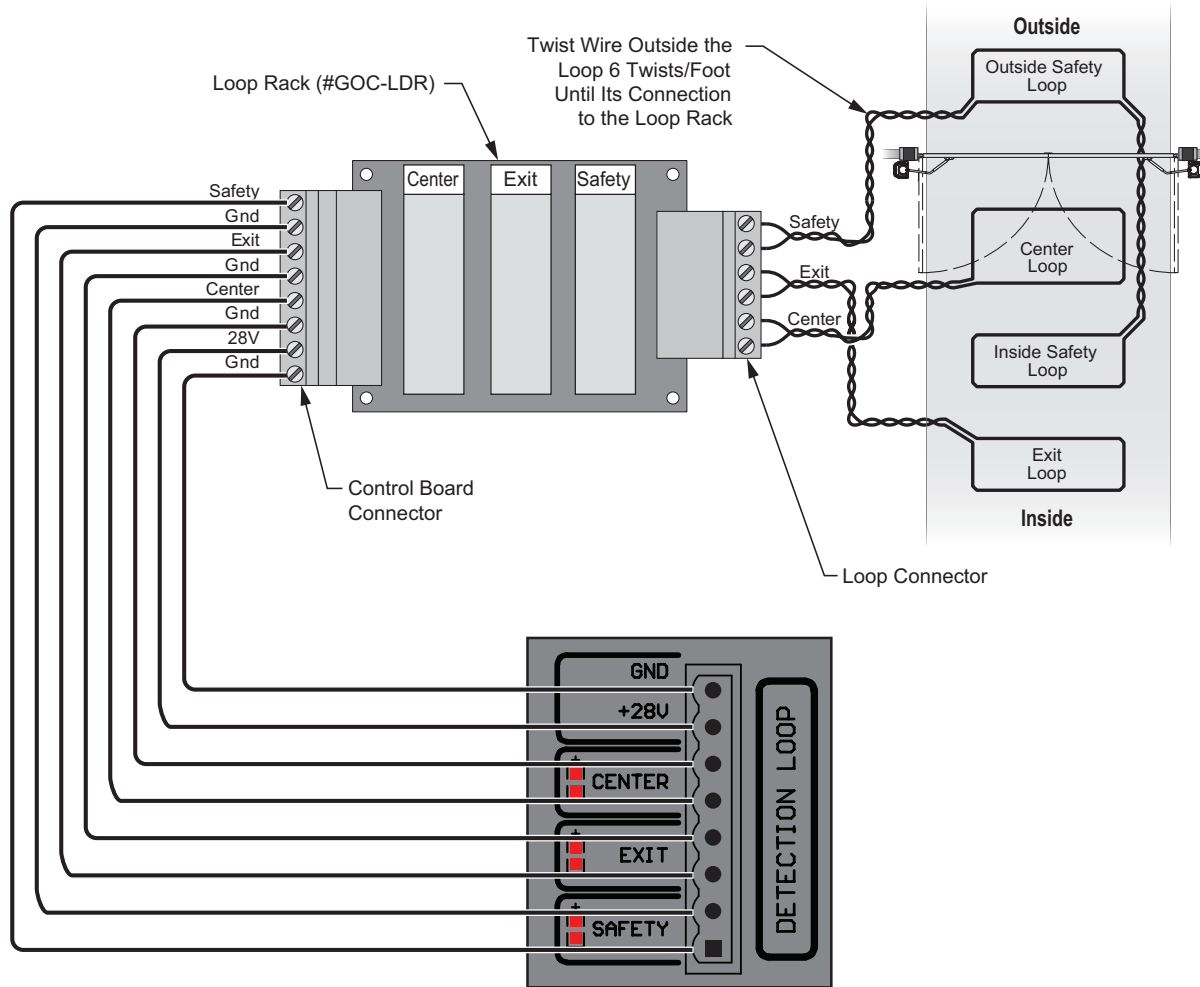 Outside
Twist Wire Outside the
Loop 6 Twists/Foot
Until Its Connection
to the Loop Rack
Outside Safety
Loop
Loop Rack (#GOC-LDR)
Center
Exit
Safety
Safety
Gnd
Exit
Gnd
Center
Gnd
28V
Gnd
Safety
Exit
Center
Center
Loop
Inside Safety
Loop
Exit
Loop
Inside
Control Board
Connector
Loop Connector
GND
+28V
+
CENTER
+
EXIT
+
SAFETY
DETECTION LOOP